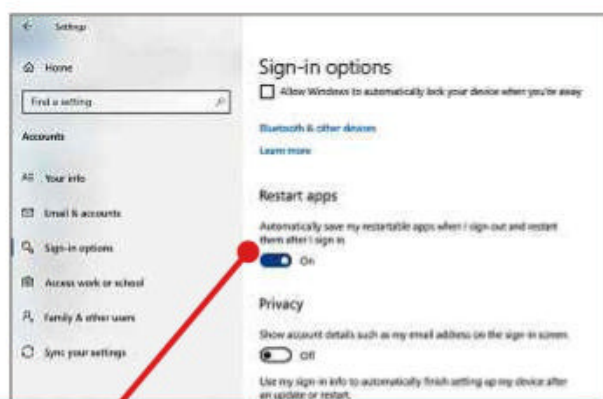 Settings
Home
Find a setting
Accounts
Your info
Email & accounts
Sign-in options
Access work or school
Family & other users
Sync your settings
Sign-in options
Allow Windows to automatically lock your device when you're away
Bluetooth & other devices
Learn more
Restart apps
Automatically save my restartable apps when I sign out and restart
them after I sign in
On
Privacy
Show account details such as my email address on the sign-in screen
Off
Use my sign-in info to automatically finish setting up my device after
an update or restart.